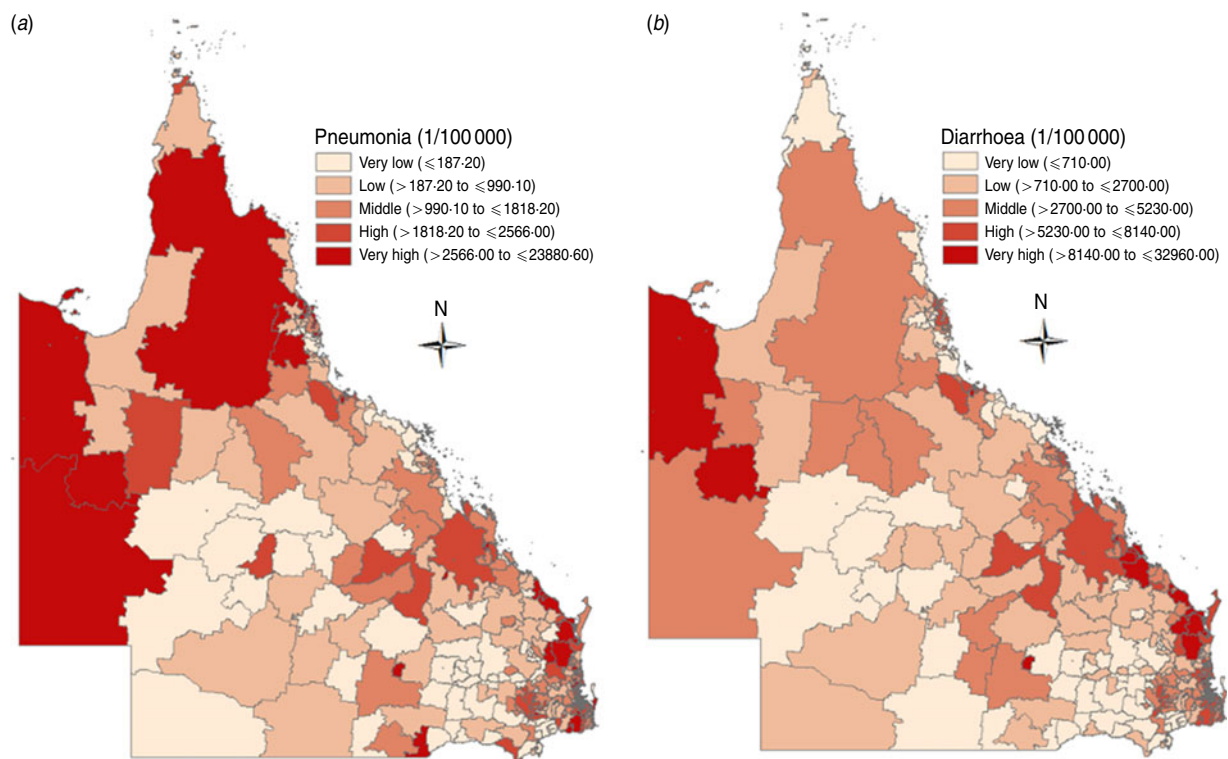 (a)
Pneumonia (1/100 000)
Very low (⩽187·20)
Low (>187·20 to ⩽990·10)
Middle (>990·10 to ⩽1818·20)
High (>1818·20 to ⩽2566·00)
Very high (>2566·00 to ⩽23880·60)
N
(b)
Diarrhoea (1/100 000)
Very low (⩽710·00)
Low (>710·00 to ⩽2700·00)
Middle (>2700·00 to ⩽5230·00)
High (>5230·00 to ⩽8140·00)
Very high (>8140·00 to ⩽32960·00)
N